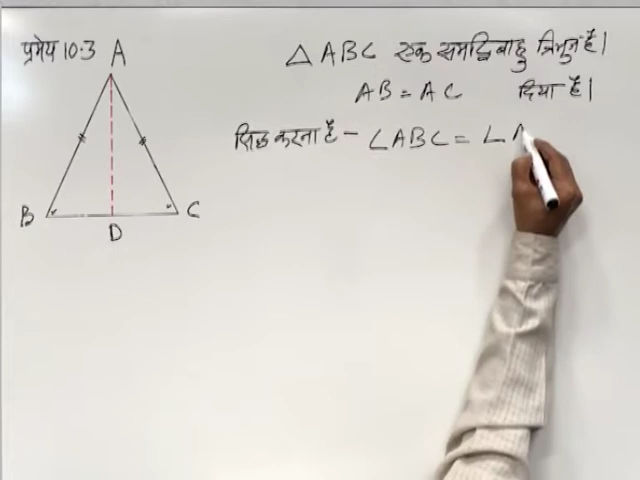 प्रमेय 10.3
A
B
C
D
△ ABC एक समद्विबाहु त्रिभुज है।
AB = AC दिया है।
सिद्ध करना है - ∠ABC = ∠A